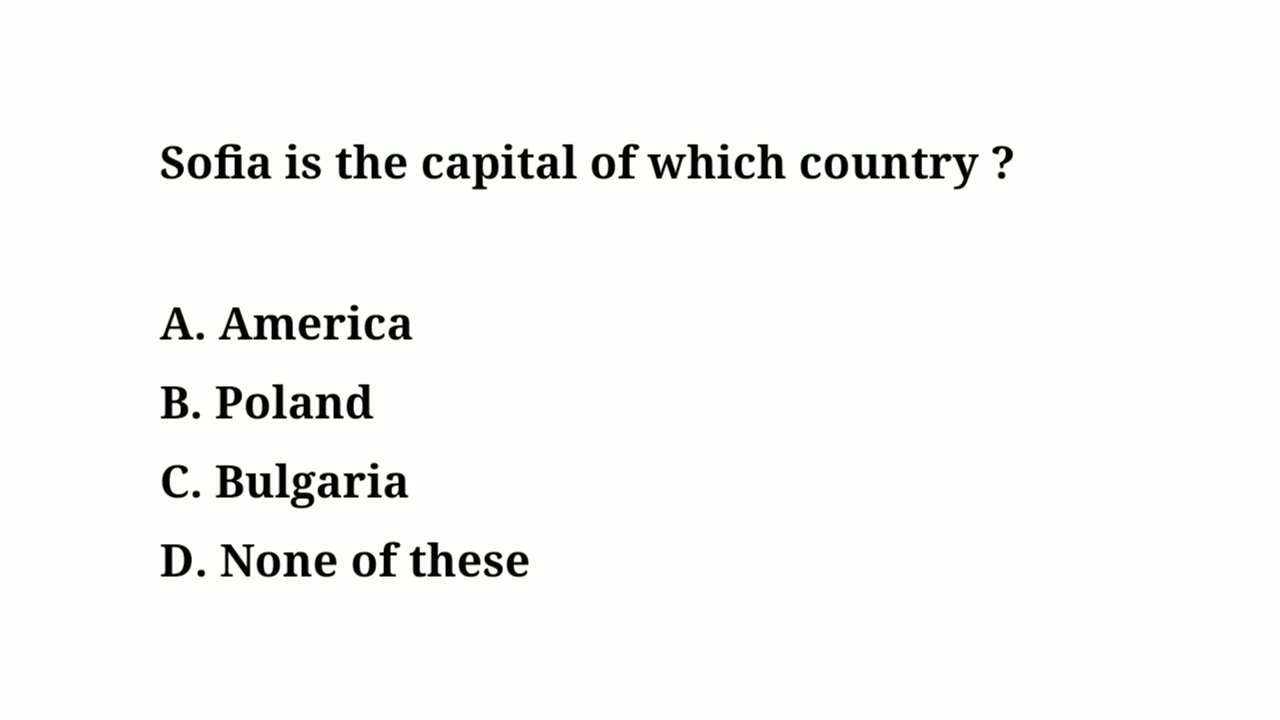 Sofia is the capital of which country ?
A. America
B. Poland
C. Bulgaria
D. None of these